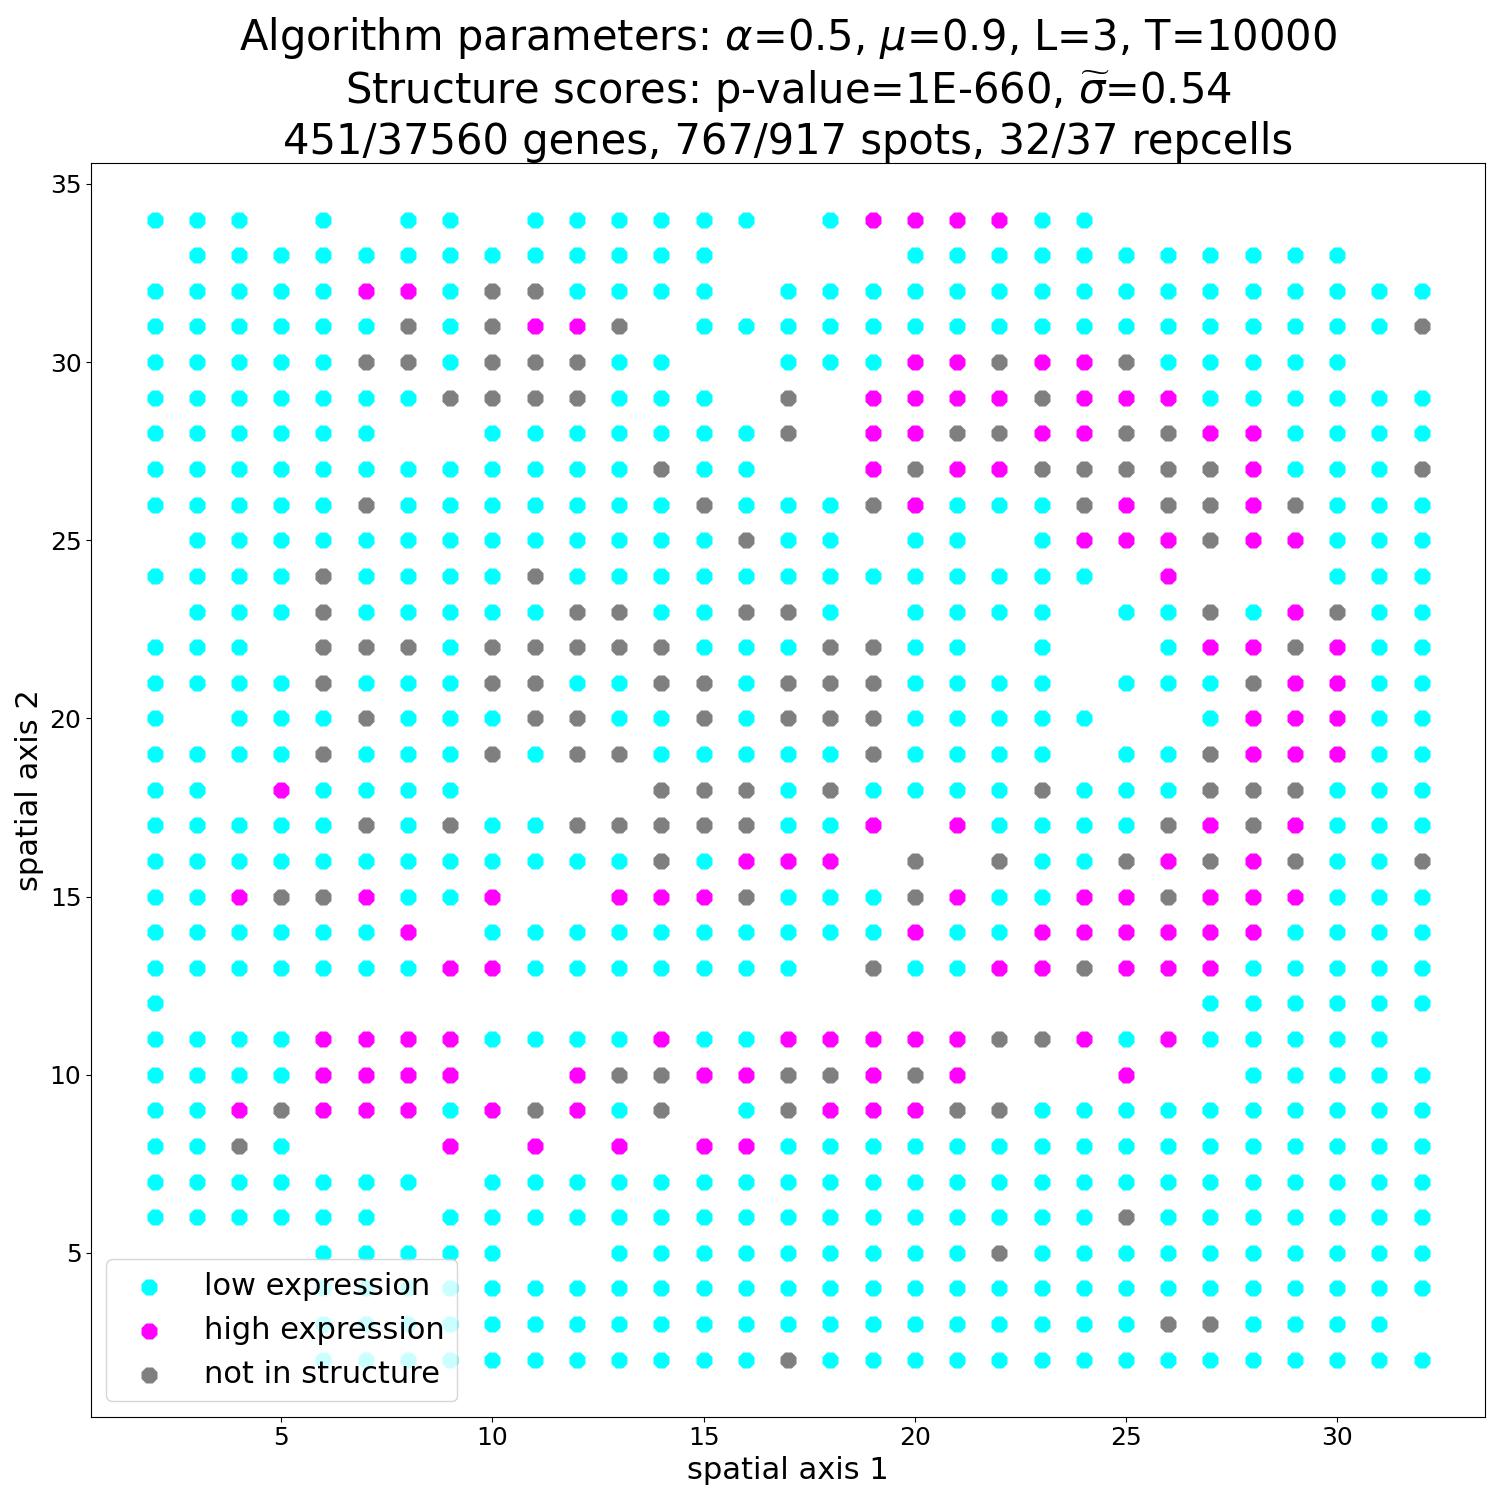 Algorithm parameters: α=0.5, μ=0.9, L=3, T=10000
Structure scores: p-value=1E-660, σ̃=0.54
451/37560 genes, 767/917 spots, 32/37 repcells
35
30
25
20
15
10
5
spatial axis 2
low expression
high expression
not in structure
5 10 15 20 25 30
spatial axis 1